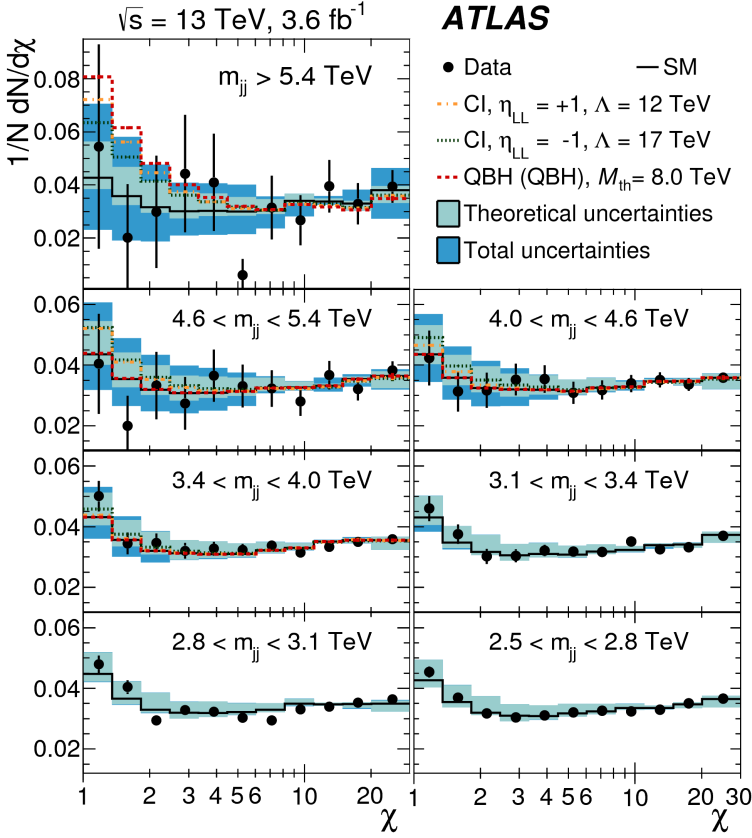 √s = 13 TeV, 3.6 fb⁻¹
ATLAS
1/N dN/dχ
m_jj > 5.4 TeV
0.08
0.06
0.04
0.02
Data
SM
CI, η_LL = +1, Λ = 12 TeV
CI, η_LL = -1, Λ = 17 TeV
QBH (QBH), M_th = 8.0 TeV
Theoretical uncertainties
Total uncertainties
4.6 < m_jj < 5.4 TeV
0.06
0.04
0.02
4.0 < m_jj < 4.6 TeV
3.4 < m_jj < 4.0 TeV
0.06
0.04
0.02
3.1 < m_jj < 3.4 TeV
2.8 < m_jj < 3.1 TeV
0.06
0.04
0.02
2.5 < m_jj < 2.8 TeV
1 2 3 4 5 6 10 20
1 2 3 4 5 6 10 20 30
χ
χ